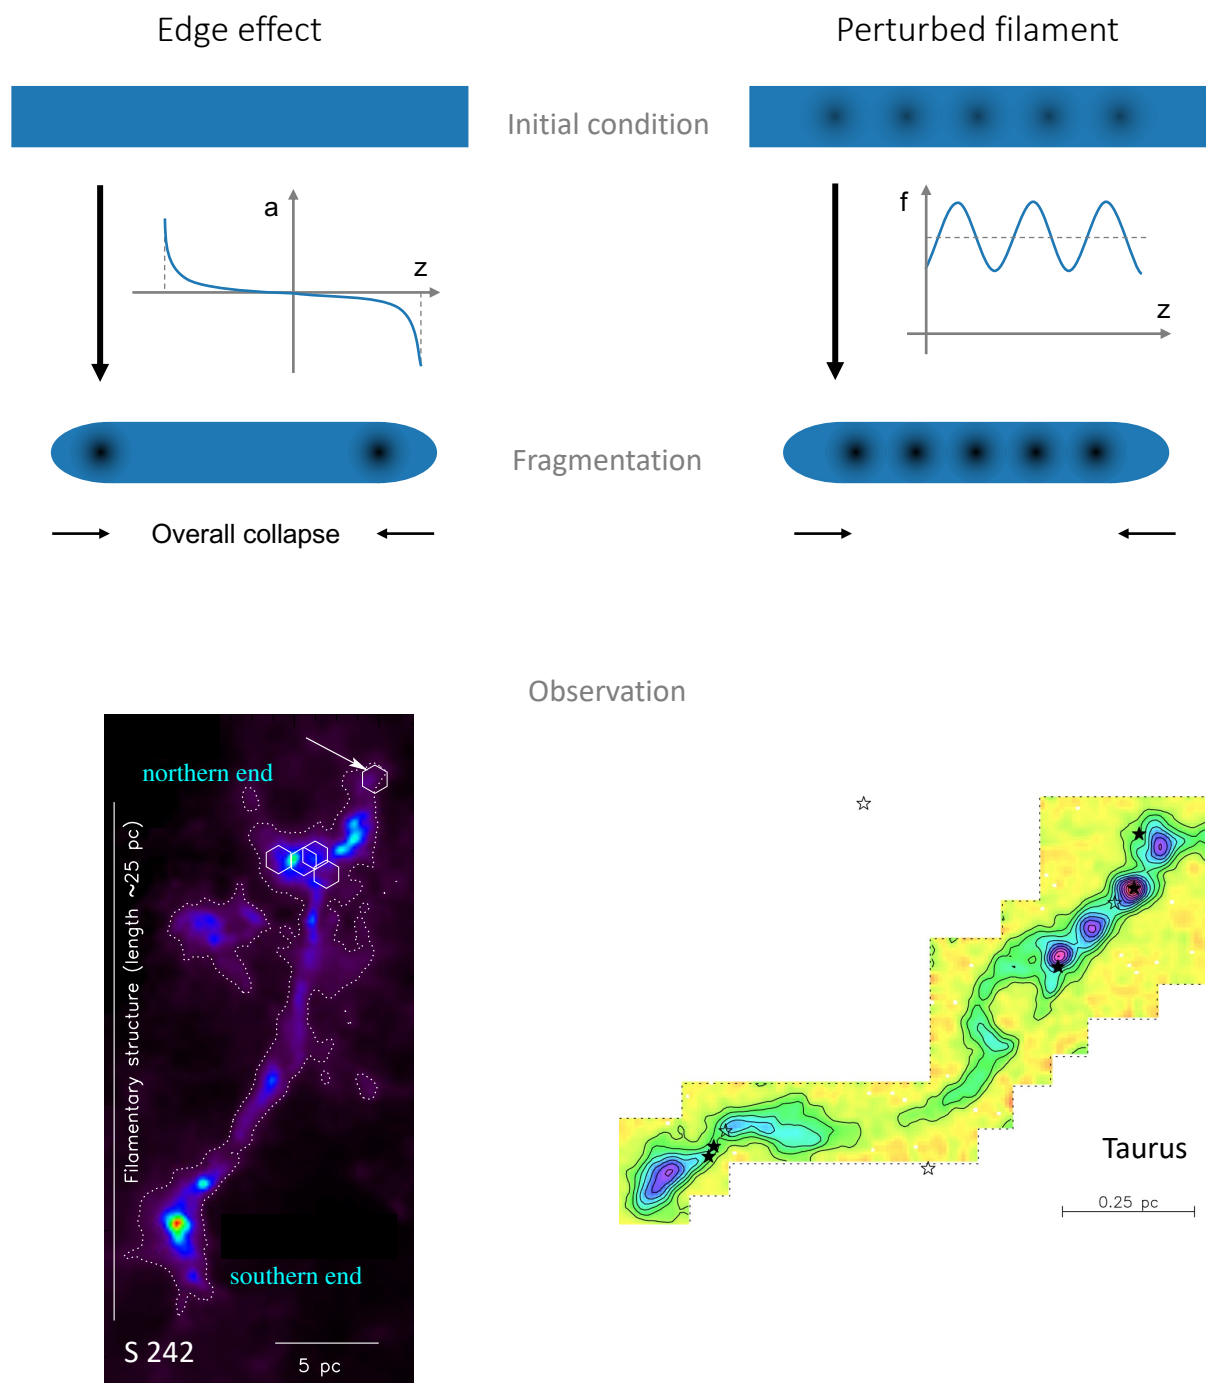 Edge effect
Perturbed filament
Initial condition
a
z
f
z
Fragmentation
Overall collapse
Observation
northern end
Filamentary structure (length ~25 pc)
southern end
S 242
5 pc
Taurus
0.25 pc